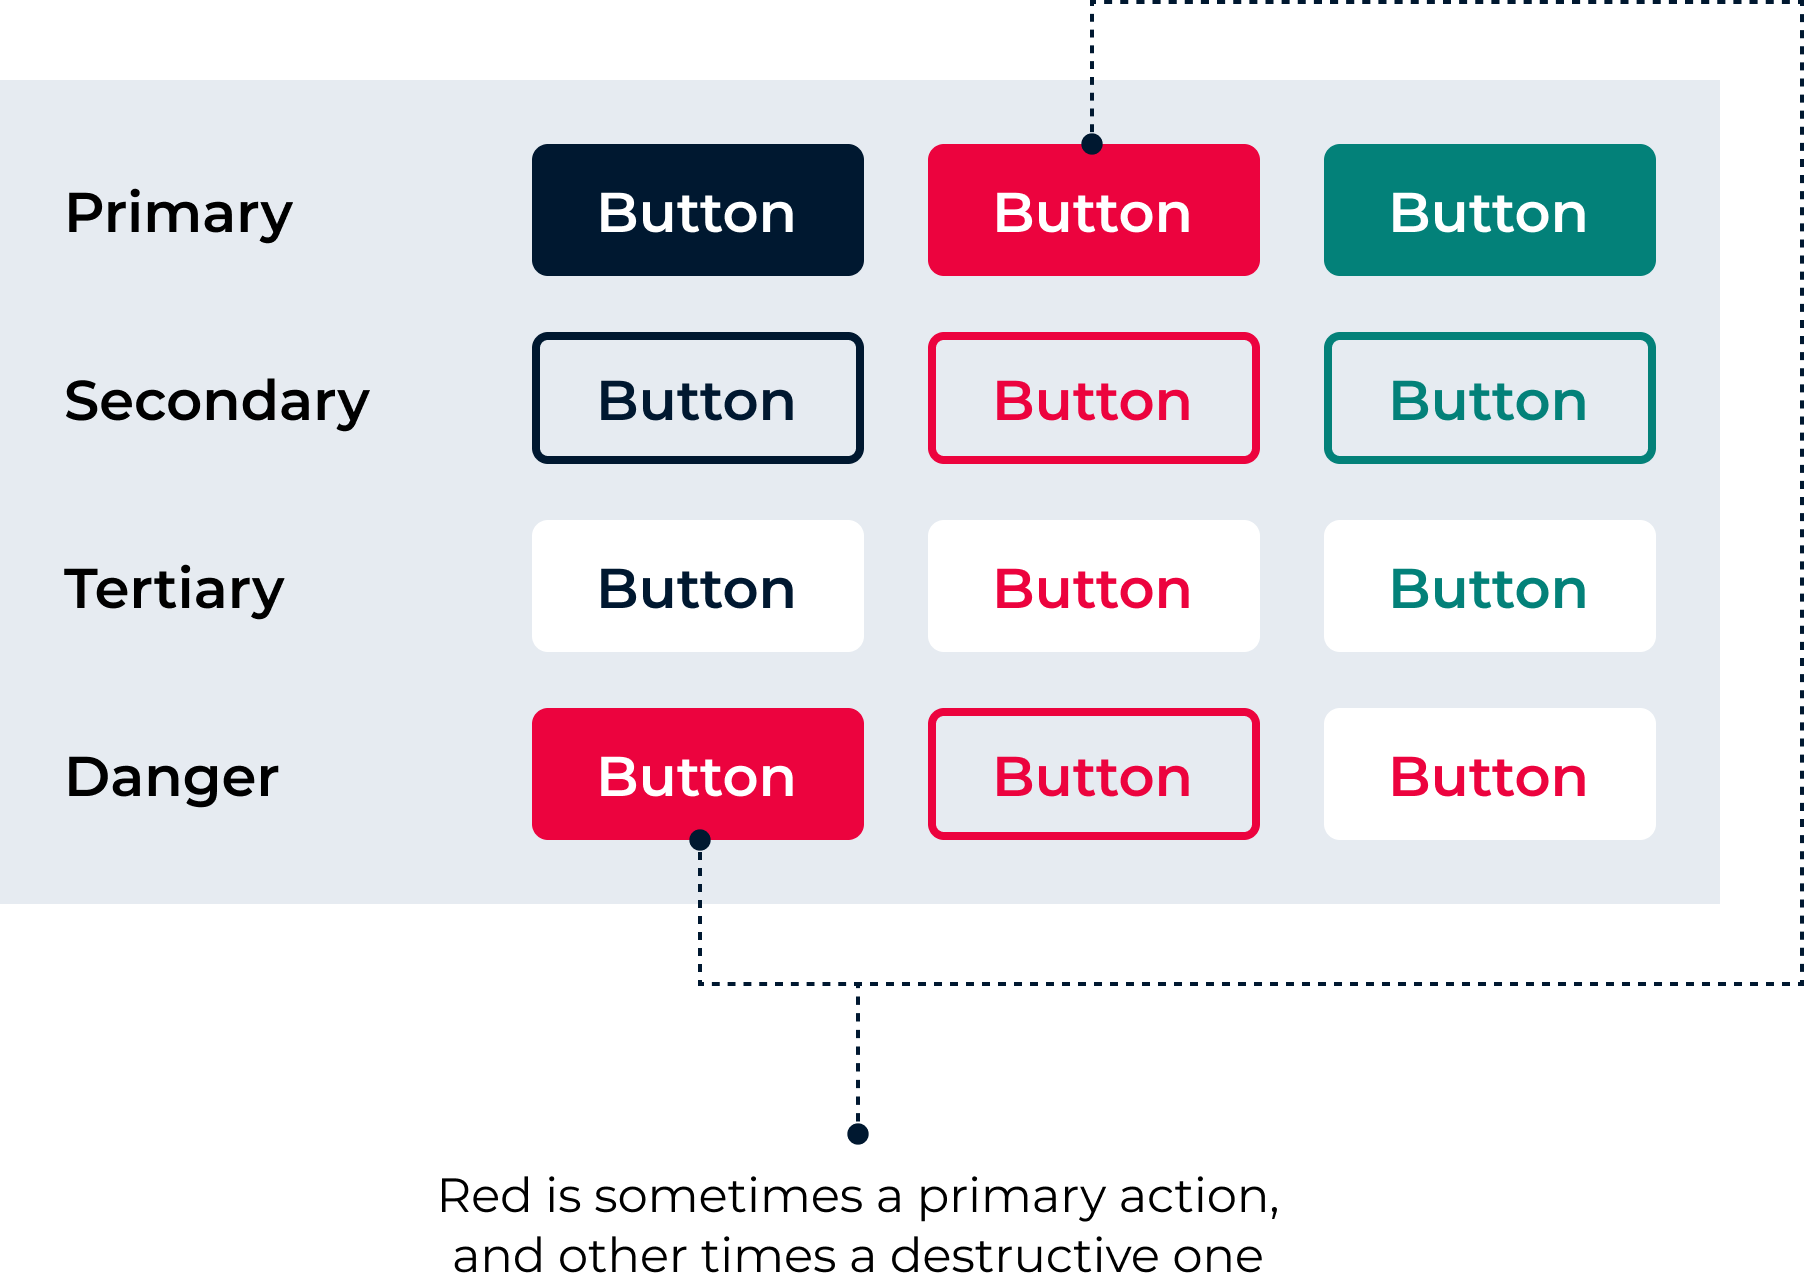 Primary Button Button Button
Secondary Button Button Button
Tertiary Button Button Button
Danger Button Button Button
Red is sometimes a primary action,
and other times a destructive one